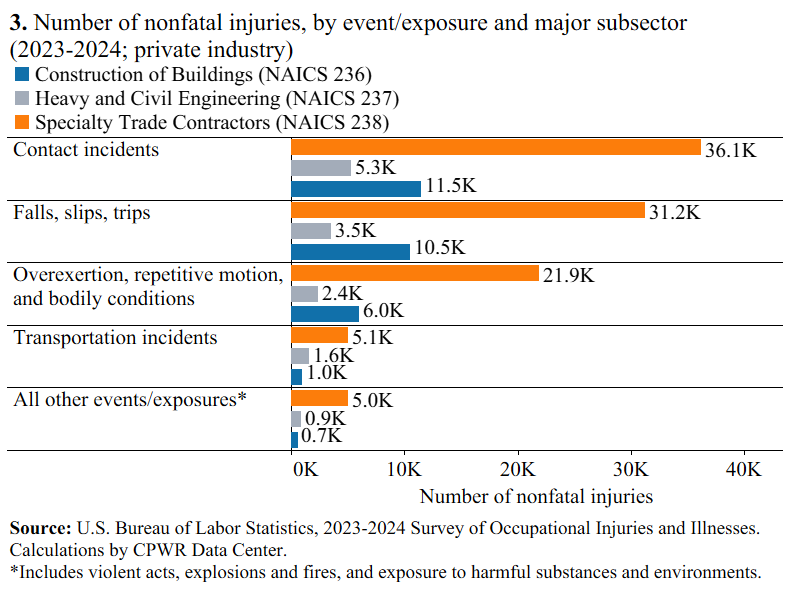 3. Number of nonfatal injuries, by event/exposure and major subsector
(2023-2024; private industry)
Construction of Buildings (NAICS 236)
Heavy and Civil Engineering (NAICS 237)
Specialty Trade Contractors (NAICS 238)
Contact incidents
36.1K
5.3K
11.5K
Falls, slips, trips
31.2K
3.5K
10.5K
Overexertion, repetitive motion,
and bodily conditions
21.9K
2.4K
6.0K
Transportation incidents
5.1K
1.6K
1.0K
All other events/exposures*
5.0K
0.9K
0.7K
0K 10K 20K 30K 40K
Number of nonfatal injuries
Source: U.S. Bureau of Labor Statistics, 2023-2024 Survey of Occupational Injuries and Illnesses.
Calculations by CPWR Data Center.
*Includes violent acts, explosions and fires, and exposure to harmful substances and environments.